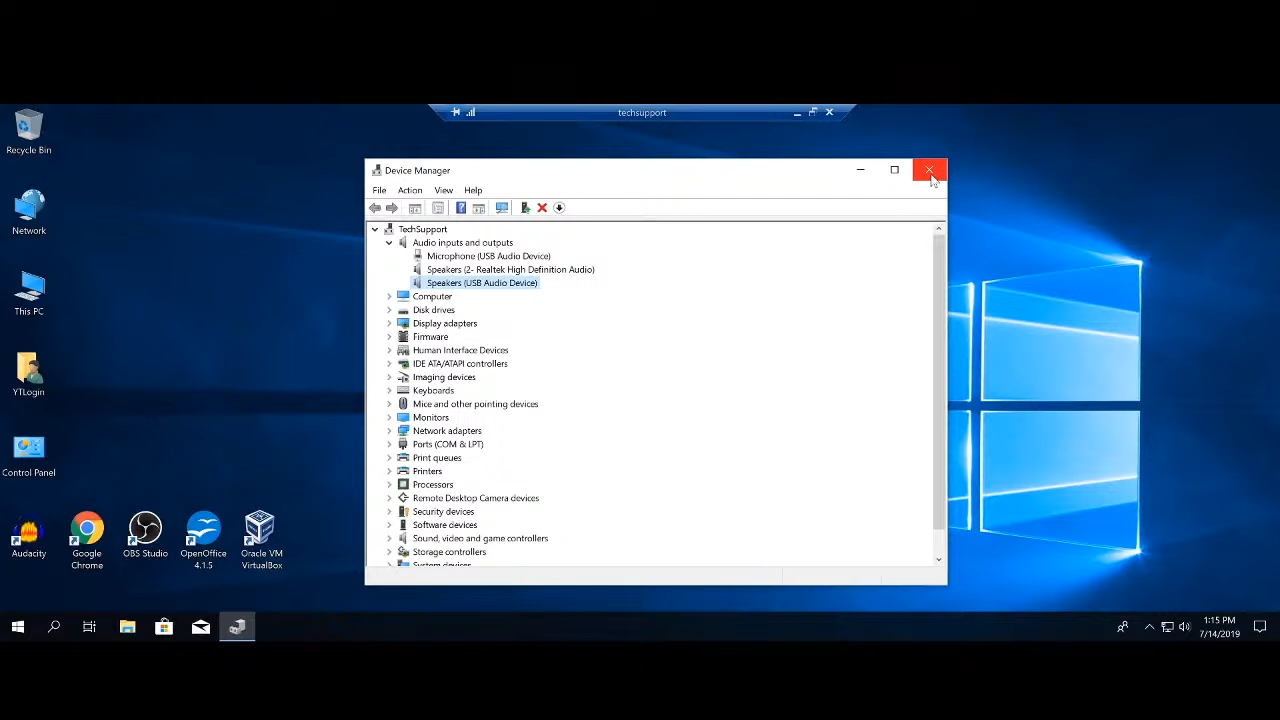 techsupport
Recycle Bin
Network
This PC
YTLogin
Control Panel
Audacity
Google
Chrome
OBS Studio
OpenOffice
4.1.5
Oracle VM
VirtualBox
Device Manager
File Action View Help
TechSupport
Audio inputs and outputs
Microphone (USB Audio Device)
Speakers (2- Realtek High Definition Audio)
Speakers (USB Audio Device)
Computer
Disk drives
Display adapters
Firmware
Human Interface Devices
IDE ATA/ATAPI controllers
Imaging devices
Keyboards
Mice and other pointing devices
Monitors
Network adapters
Ports (COM & LPT)
Print queues
Printers
Processors
Remote Desktop Camera devices
Security devices
Software devices
Sound, video and game controllers
Storage controllers
System devices
1:15 PM
7/14/2019